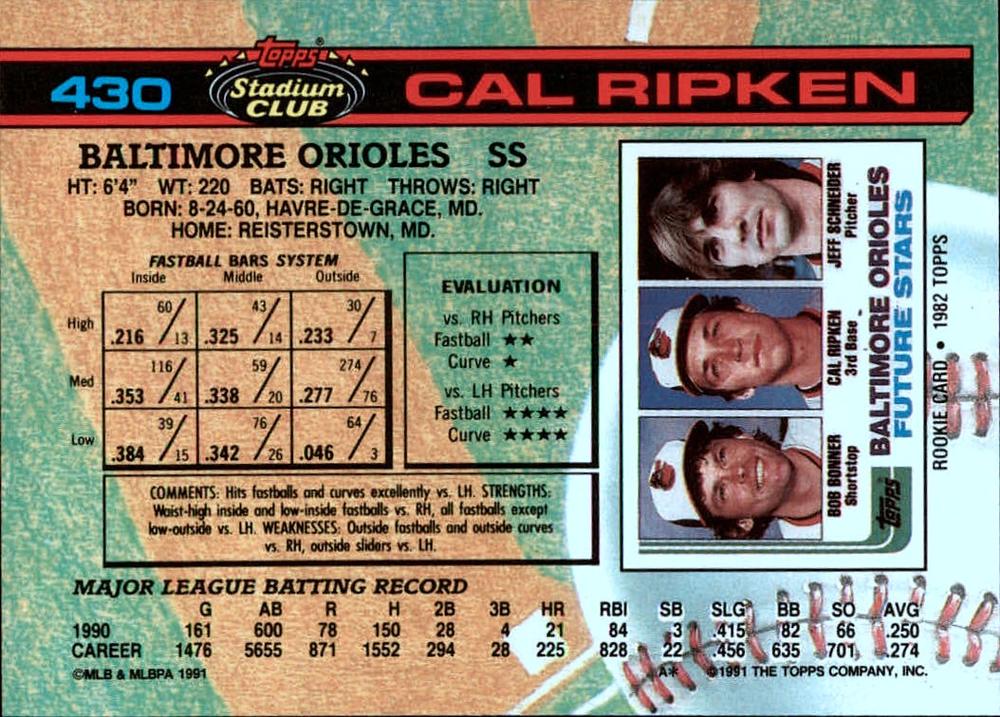 430 Topps® Stadium CLUB CAL RIPKEN
BALTIMORE ORIOLES SS
HT: 6'4" WT: 220 BATS: RIGHT THROWS: RIGHT
BORN: 8-24-60, HAVRE-DE-GRACE, MD.
HOME: REISTERSTOWN, MD.
FASTBALL BARS SYSTEM
Inside Middle Outside
High 60 / 13 .216 43 / 14 .325 30 / 7 .233
Med 116 / 41 .353 59 / 20 .338 274 / 76 .277
Low 39 / 15 .384 76 / 26 .342 64 / 3 .046
EVALUATION
vs. RH Pitchers
Fastball ★★
Curve ★
vs. LH Pitchers
Fastball ★★★★
Curve ★★★★
COMMENTS: Hits fastballs and curves excellently vs. LH. STRENGTHS:
Waist-high inside and low-inside fastballs vs. RH, all fastballs except
low-outside vs. LH. WEAKNESSES: Outside fastballs and outside curves
vs. RH, outside sliders vs. LH.
BOB BONNER
Shortstop
CAL RIPKEN
3rd Base
JEFF SCHNEIDER
Pitcher
Topps
BALTIMORE ORIOLES
FUTURE STARS
ROOKIE CARD • 1982 TOPPS
MAJOR LEAGUE BATTING RECORD
G AB R H 2B 3B HR RBI SB SLG BB SO AVG
1990 161 600 78 150 28 4 21 84 3 .415 82 66 .250
CAREER 1476 5655 871 1552 294 28 225 828 22 .456 635 701 .274
©MLB & MLBPA 1991 A* ©1991 THE TOPPS COMPANY, INC.